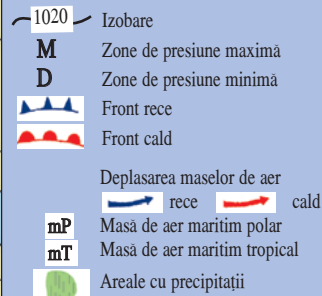 1020 Izobare
M Zone de presiune maximă
D Zone de presiune minimă
Front rece
Front cald
Deplasarea maselor de aer
rece cald
mP Masă de aer maritim polar
mT Masă de aer maritim tropical
Areale cu precipitații